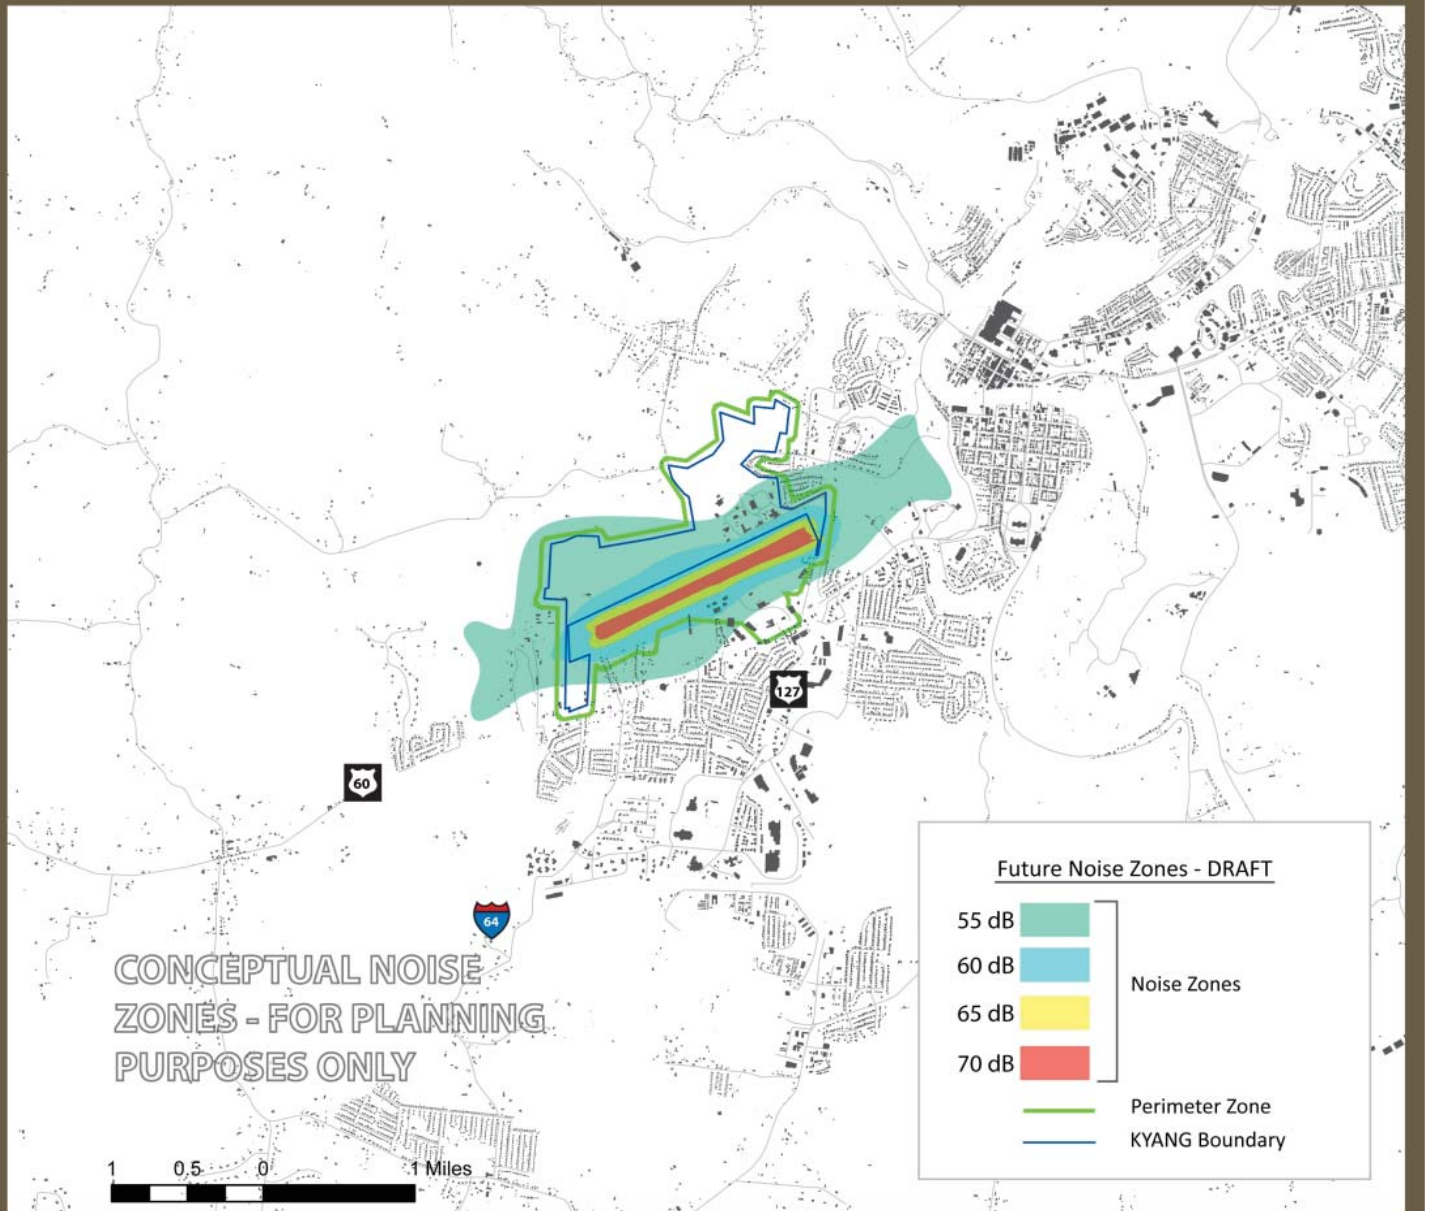 127
60
64
CONCEPTUAL NOISE
ZONES - FOR PLANNING
PURPOSES ONLY
1 0.5 0 1 Miles
Future Noise Zones - DRAFT
55 dB
60 dB
65 dB
70 dB
Noise Zones
Perimeter Zone
KYANG Boundary